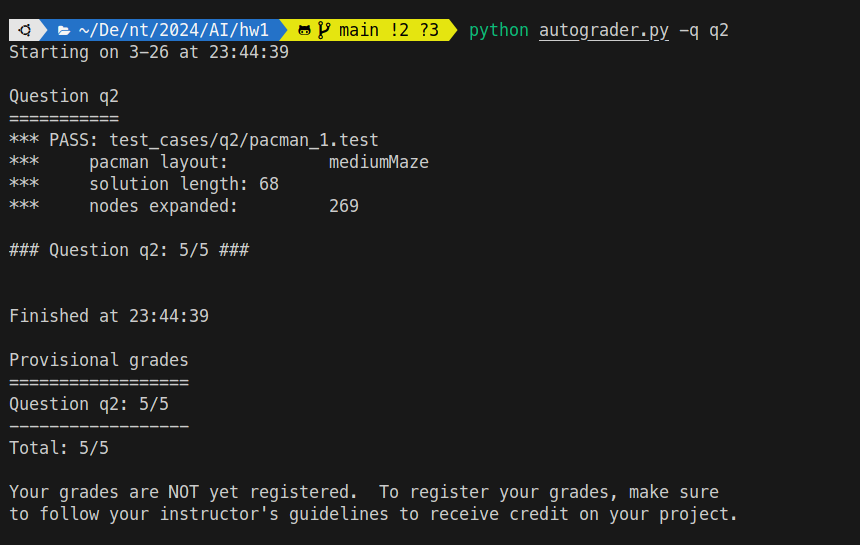 ~/De/nt/2024/AI/hw1 main !2 ?3 python autograder.py -q q2
Starting on 3-26 at 23:44:39
Question q2
===========
*** PASS: test_cases/q2/pacman_1.test
***     pacman layout:          mediumMaze
***     solution length: 68
***     nodes expanded:         269
### Question q2: 5/5 ###
Finished at 23:44:39
Provisional grades
==================
Question q2: 5/5
------------------
Total: 5/5
Your grades are NOT yet registered.  To register your grades, make sure
to follow your instructor's guidelines to receive credit on your project.